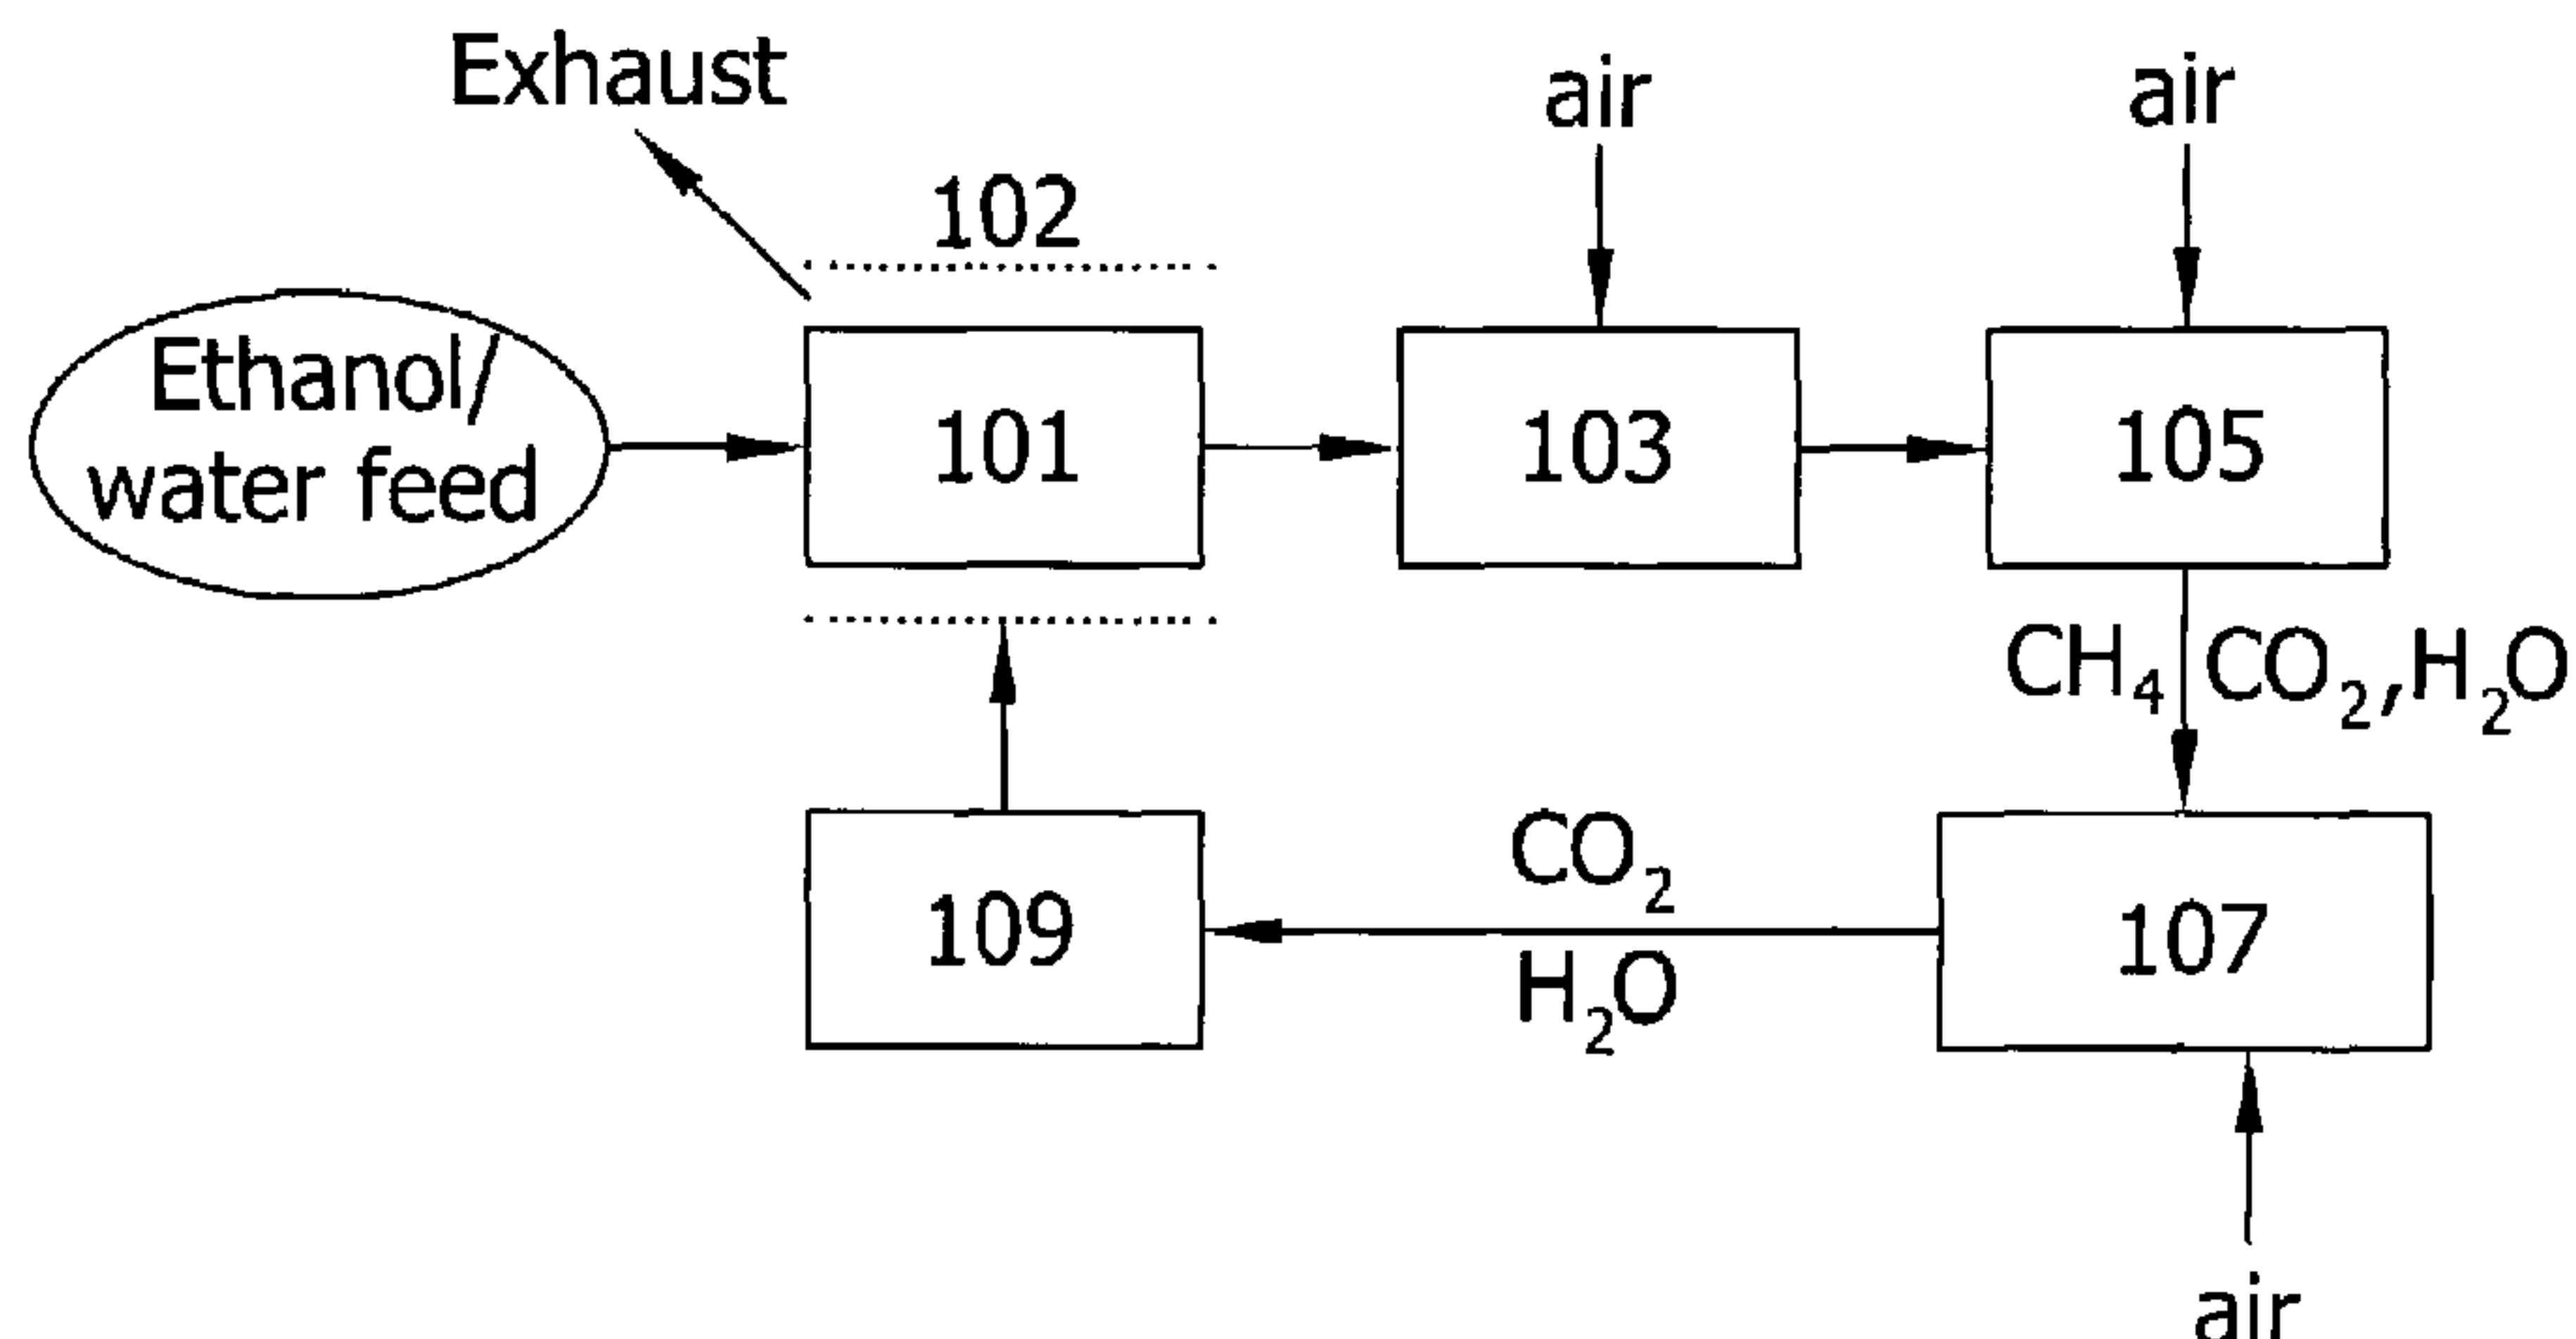 Exhaust
air
air
102
Ethanol/
water feed
101
103
105
CH₄
CO₂,H₂O
CO₂
109
107
H₂O
air